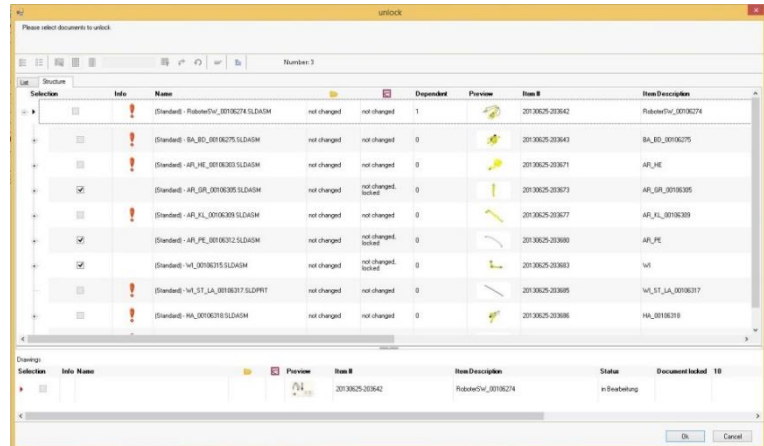 unlock
Please select documents to unlock
Number: 3
List Structure
Selection Info Name Dependent Preview Item # Item Description
(Standard) - RoboterSW_00106274.SLDASM not changed not changed 1 20130625-203642 RoboterSW_00106274
(Standard) - BA_BD_00106275.SLDASM not changed not changed 0 20130625-203643 BA_BD_00106275
(Standard) - AR_HE_00106303.SLDASM not changed not changed 0 20130625-203671 AR_HE
(Standard) - AR_GR_00106305.SLDASM not changed not changed, locked 0 20130625-203673 AR_GR_00106305
(Standard) - AR_KL_00106309.SLDASM not changed not changed 0 20130625-203677 AR_KL_00106309
(Standard) - AR_PE_00106312.SLDASM not changed not changed, locked 0 20130625-203680 AR_PE
(Standard) - WI_00106315.SLDASM not changed not changed, locked 0 20130625-203683 WI
(Standard) - WI_ST_LA_00106317.SLDPRT not changed not changed 0 20130625-203685 WI_ST_LA_00106317
(Standard) - HA_00106318.SLDASM not changed not changed 0 20130625-203686 HA_00106318
Drawings
Selection Info Name Preview Item # Item Description Status Document locked 10
20130625-203642 RoboterSW_00106274 in Bearbeitung
Ok Cancel